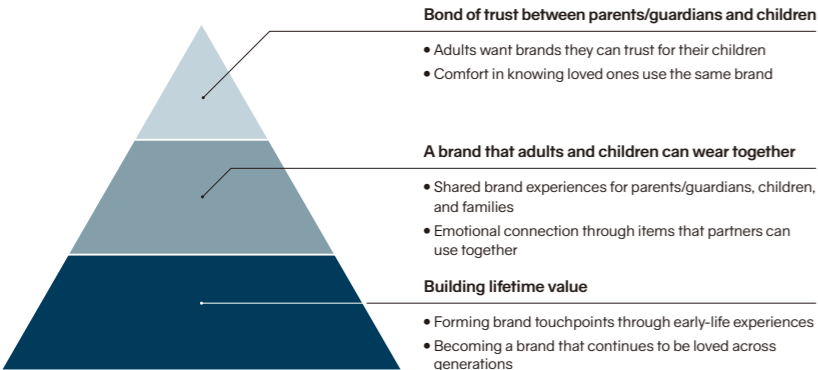 Bond of trust between parents/guardians and children
• Adults want brands they can trust for their children
• Comfort in knowing loved ones use the same brand
A brand that adults and children can wear together
• Shared brand experiences for parents/guardians, children,
and families
• Emotional connection through items that partners can
use together
Building lifetime value
• Forming brand touchpoints through early-life experiences
• Becoming a brand that continues to be loved across
generations